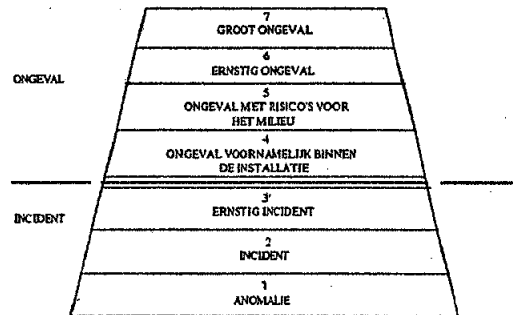 7
GROOT ONGEVAL
6
ERNSTIG ONGEVAL
ONGEVAL
5
ONGEVAL MET RISICO'S VOOR
HET MILIEU
4
ONGEVAL VOORNAMELIJK BINNEN
DE INSTALLATIE
3
ERNSTIG INCIDENT
INCIDENT
2
INCIDENT
1
ANOMALIE